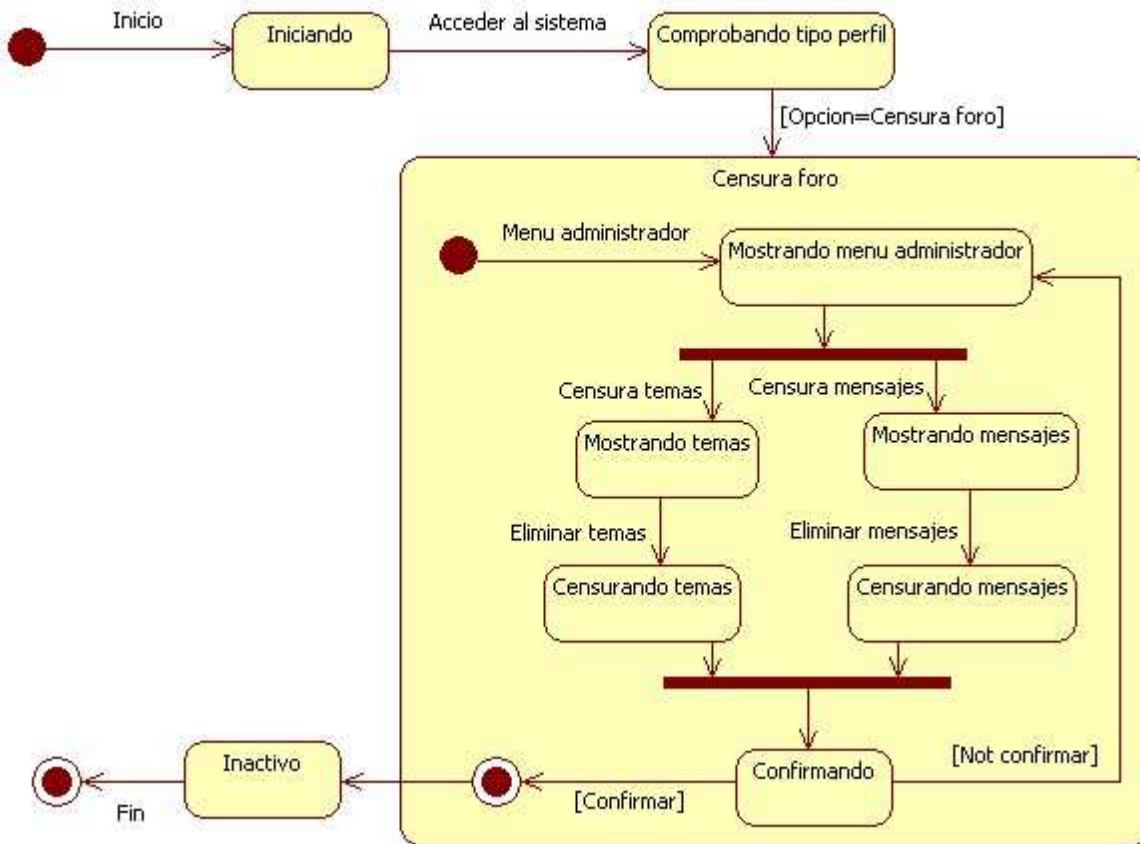 Inicio
Iniciando
Acceder al sistema
Comprobando tipo perfil
[Opcion=Censura foro]
Censura foro
Menu administrador
Mostrando menu administrador
Censura temas
Censura mensajes
Mostrando temas
Mostrando mensajes
Eliminar temas
Eliminar mensajes
Censurando temas
Censurando mensajes
[Not confirmar]
Confirmando
[Confirmar]
Inactivo
Fin